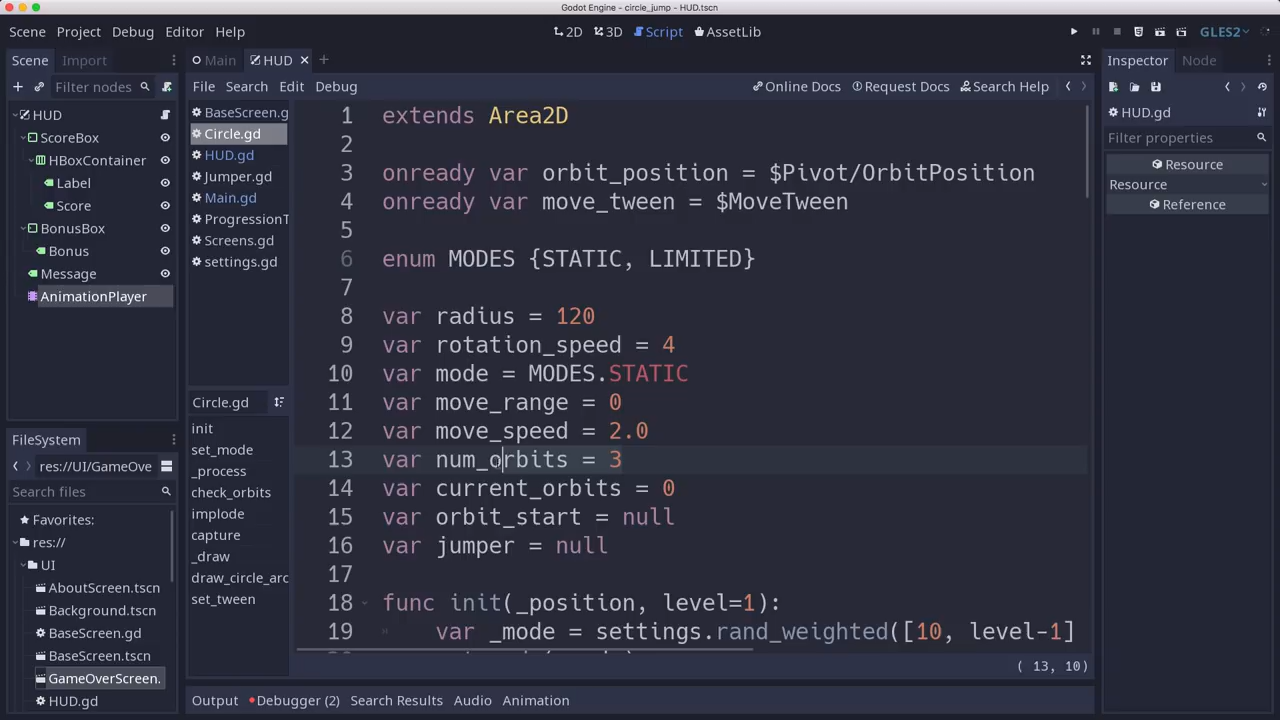 Godot Engine - circle_jump - HUD.tscn
Scene Project Debug Editor Help
2D 3D Script AssetLib
GLES2
Scene Import
Main HUD
Inspector Node
File Search Edit Debug
Online Docs Request Docs Search Help
Filter nodes
HUD
ScoreBox
HBoxContainer
Label
Score
BonusBox
Bonus
Message
AnimationPlayer
FileSystem
res://UI/GameOve
Search files
Favorites:
res://
UI
AboutScreen.tscn
Background.tscn
BaseScreen.gd
BaseScreen.tscn
GameOverScreen.
HUD.gd
BaseScreen.g
Circle.gd
HUD.gd
Jumper.gd
Main.gd
ProgressionT
Screens.gd
settings.gd
Circle.gd
init
set_mode
_process
check_orbits
implode
capture
_draw
draw_circle_arc
set_tween
1 extends Area2D
2
3 onready var orbit_position = $Pivot/OrbitPosition
4 onready var move_tween = $MoveTween
5
6 enum MODES {STATIC, LIMITED}
7
8 var radius = 120
9 var rotation_speed = 4
10 var mode = MODES.STATIC
11 var move_range = 0
12 var move_speed = 2.0
13 var num_orbits = 3
14 var current_orbits = 0
15 var orbit_start = null
16 var jumper = null
17
18 func init(_position, level=1):
19 var _mode = settings.rand_weighted([10, level-1]
( 13, 10)
HUD.gd
Filter properties
Resource
Resource
Reference
Output Debugger (2) Search Results Audio Animation